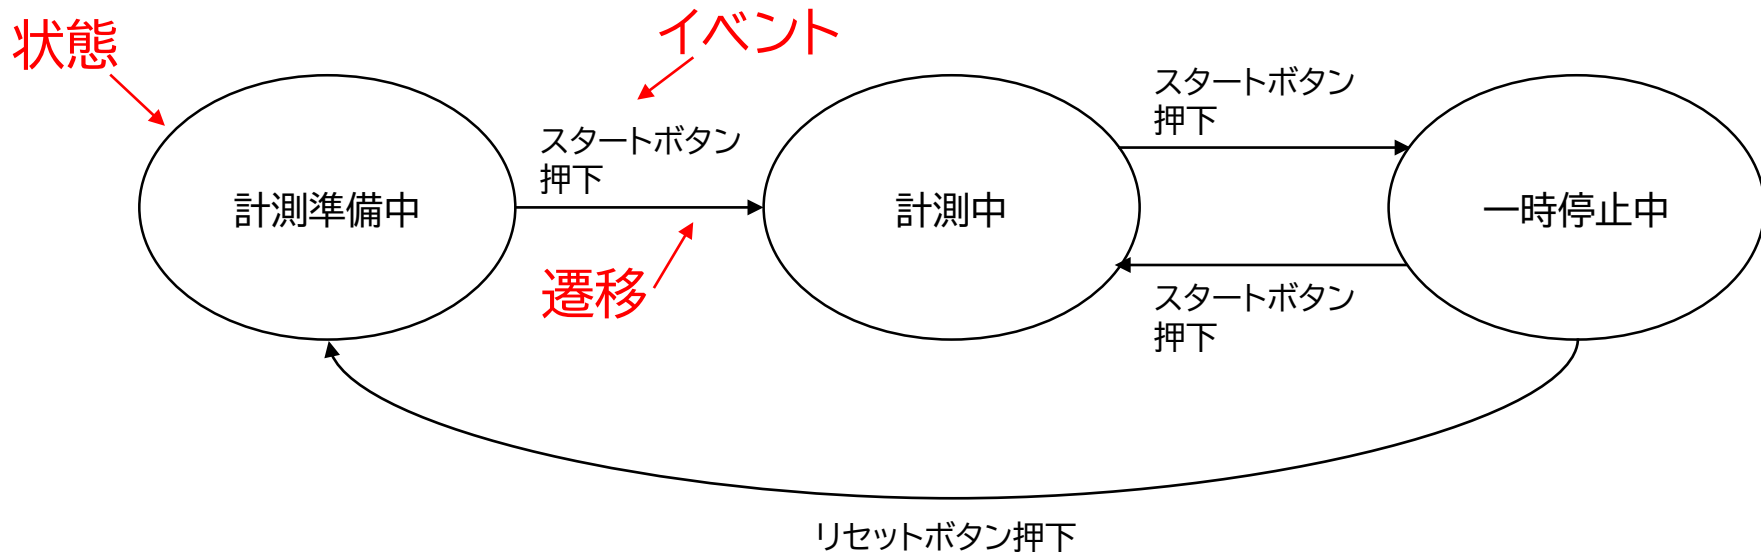 状態
イベント
スタートボタン
押下
スタートボタン
押下
計測準備中
計測中
一時停止中
遷移
スタートボタン
押下
リセットボタン押下